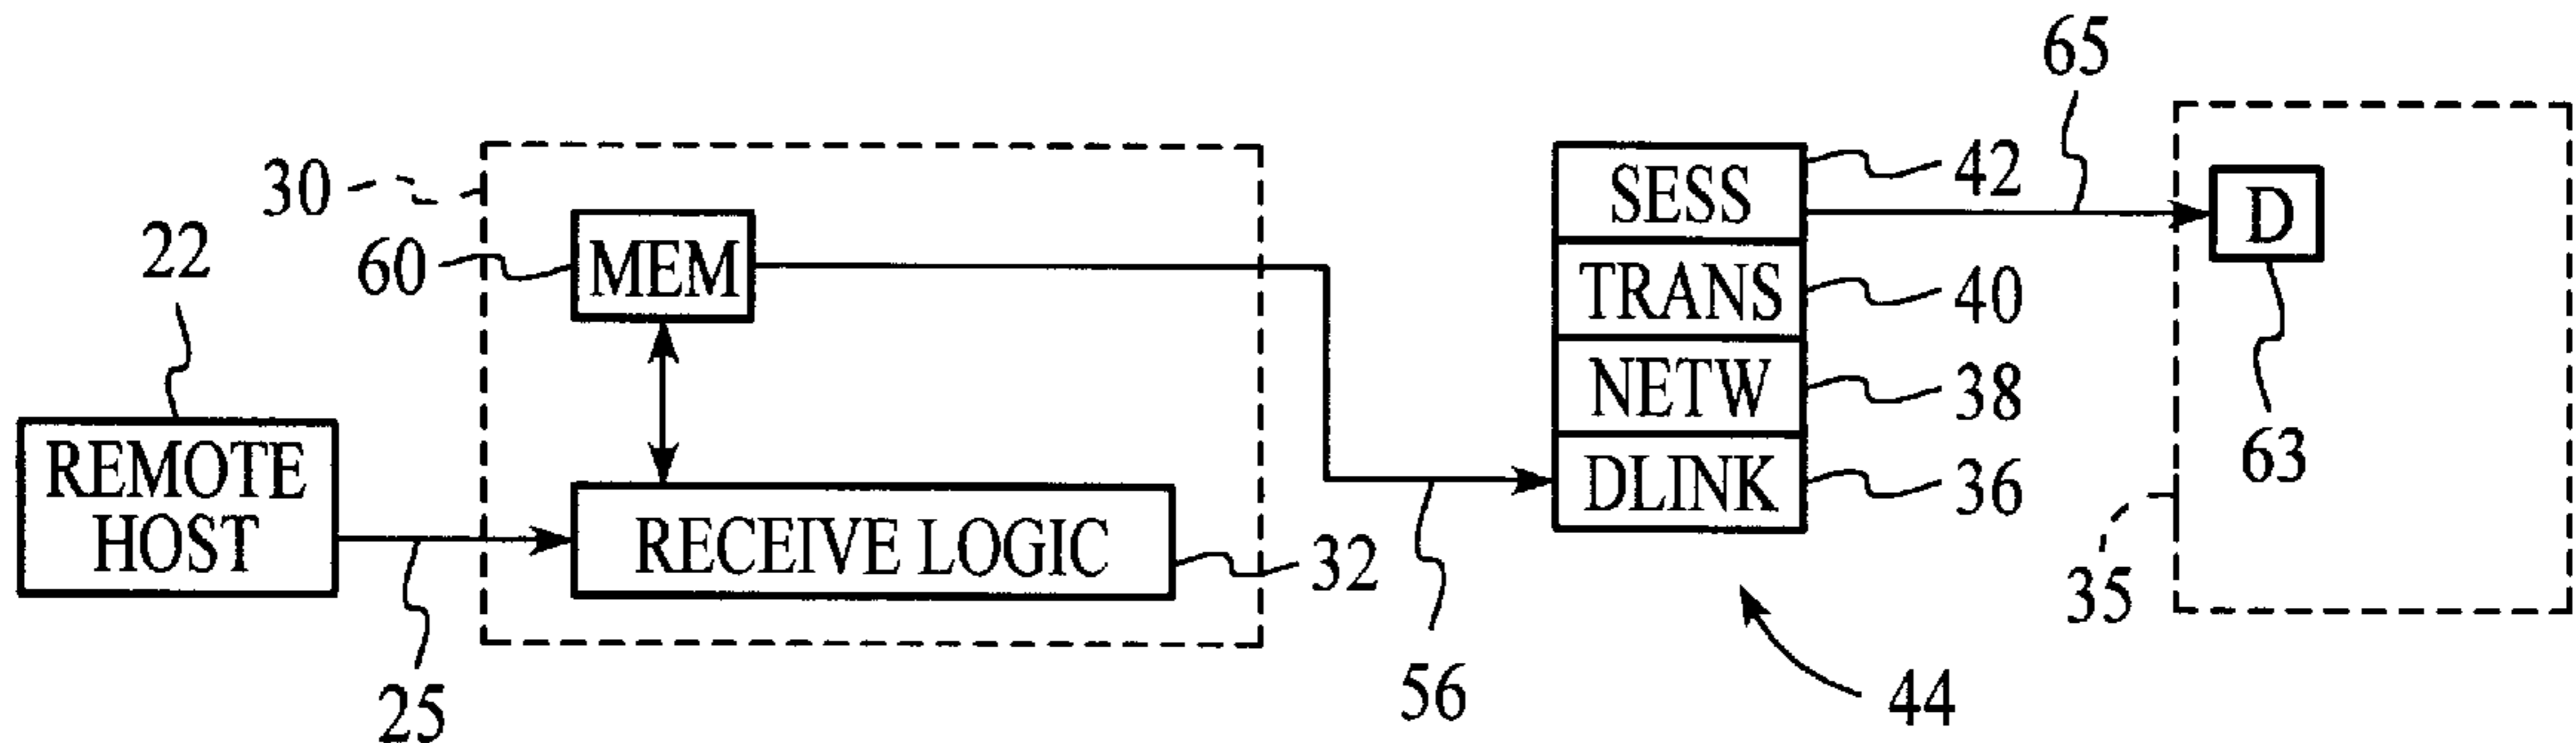 65
30
22
60
MEM
SESS
42
D
TRANS
40
NETW
38
63
REMOTE
HOST
DLINK
36
RECEIVE LOGIC
32
35
25
56
44